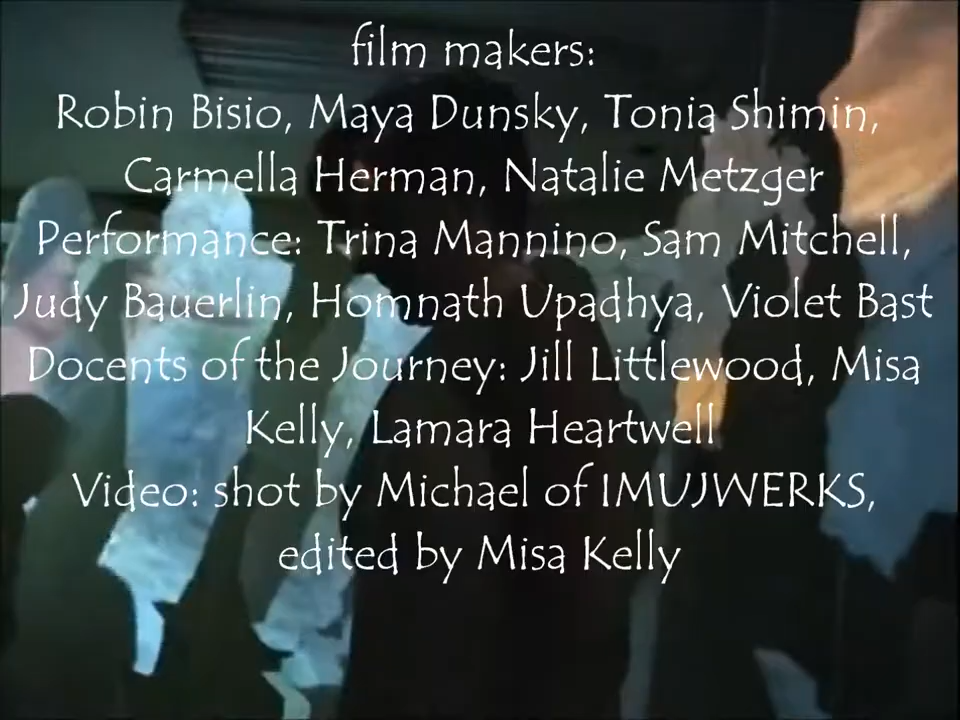 film makers:
Robin Bisio, Maya Dunsky, Tonia Shimin,
Carmella Herman, Natalie Metzger
Performance: Trina Mannino, Sam Mitchell,
Judy Bauerlin, Homnath Upadhya, Violet Bast
Docents of the Journey: Jill Littlewood, Misa
Kelly, Lamara Heartwell
Video: shot by Michael of IMUJWERKS,
edited by Misa Kelly